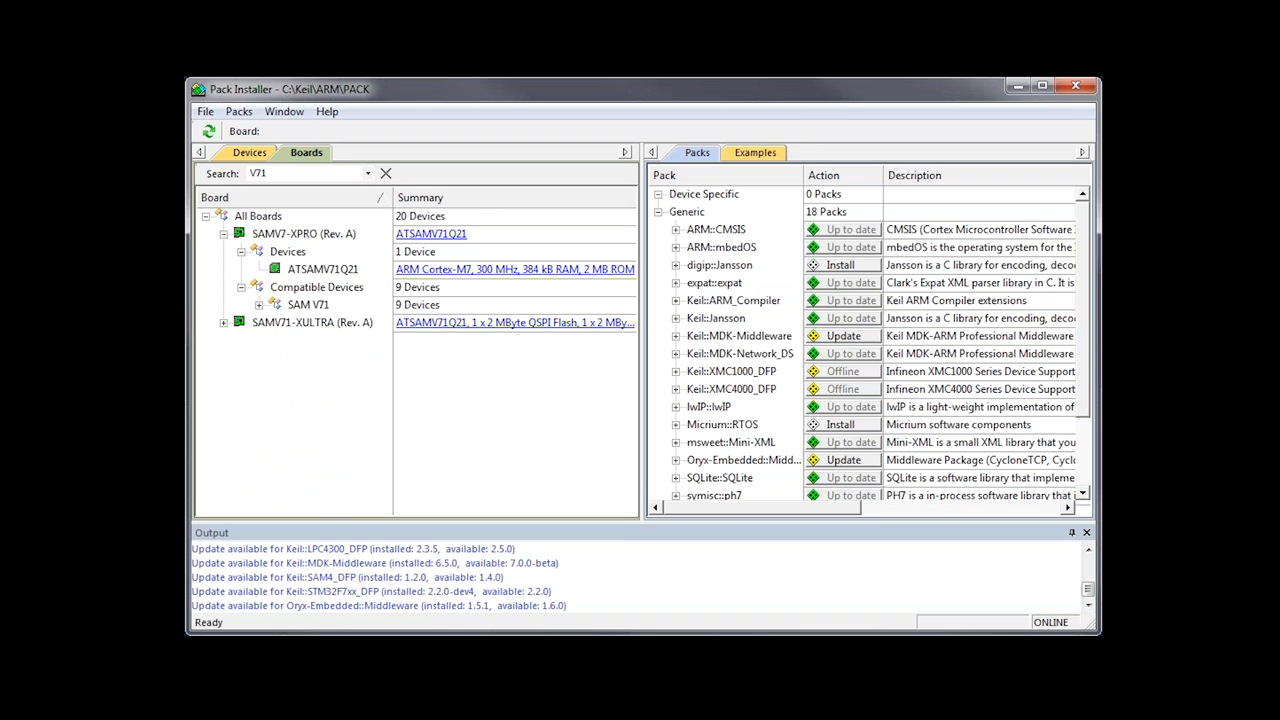 Pack Installer - C:\Keil\ARM\PACK
File Packs Window Help
Board:
Devices Boards
Search: V71
Board / Summary
All Boards 20 Devices
SAMV7-XPRO (Rev. A) ATSAMV71Q21
Devices 1 Device
ATSAMV71Q21 ARM Cortex-M7, 300 MHz, 384 kB RAM, 2 MB ROM
Compatible Devices 9 Devices
SAM V71 9 Devices
SAMV71-XULTRA (Rev. A) ATSAMV71Q21, 1 x 2 MByte QSPI Flash, 1 x 2 MBy...
Packs Examples
Pack Action Description
Device Specific 0 Packs
Generic 18 Packs
ARM::CMSIS Up to date CMSIS (Cortex Microcontroller Software
ARM::mbedOS Up to date mbedOS is the operating system for the
digip::Jansson Install Jansson is a C library for encoding, deco
expat::expat Up to date Clark's Expat XML parser library in C. It is
Keil::ARM_Compiler Up to date Keil ARM Compiler extensions
Keil::Jansson Up to date Jansson is a C library for encoding, deco
Keil::MDK-Middleware Update Keil MDK-ARM Professional Middleware
Keil::MDK-Network_DS Up to date Keil MDK-ARM Professional Middleware
Keil::XMC1000_DFP Offline Infineon XMC1000 Series Device Support
Keil::XMC4000_DFP Offline Infineon XMC4000 Series Device Support
lwIP::lwIP Up to date lwIP is a light-weight implementation of
Micrium::RTOS Install Micrium software components
msweet::Mini-XML Up to date Mini-XML is a small XML library that you
Oryx-Embedded::Midd... Update Middleware Package (CycloneTCP, Cycl
SQLite::SQLite Up to date SQLite is a software library that impleme
symisc::ph7 Up to date PH7 is a in-process software library that i
Output
Update available for Keil::LPC4300_DFP (installed: 2.3.5, available: 2.5.0)
Update available for Keil::MDK-Middleware (installed: 6.5.0, available: 7.0.0-beta)
Update available for Keil::SAM4_DFP (installed: 1.2.0, available: 1.4.0)
Update available for Keil::STM32F7xx_DFP (installed: 2.2.0-dev4, available: 2.2.0)
Update available for Oryx-Embedded::Middleware (installed: 1.5.1, available: 1.6.0)
Ready ONLINE